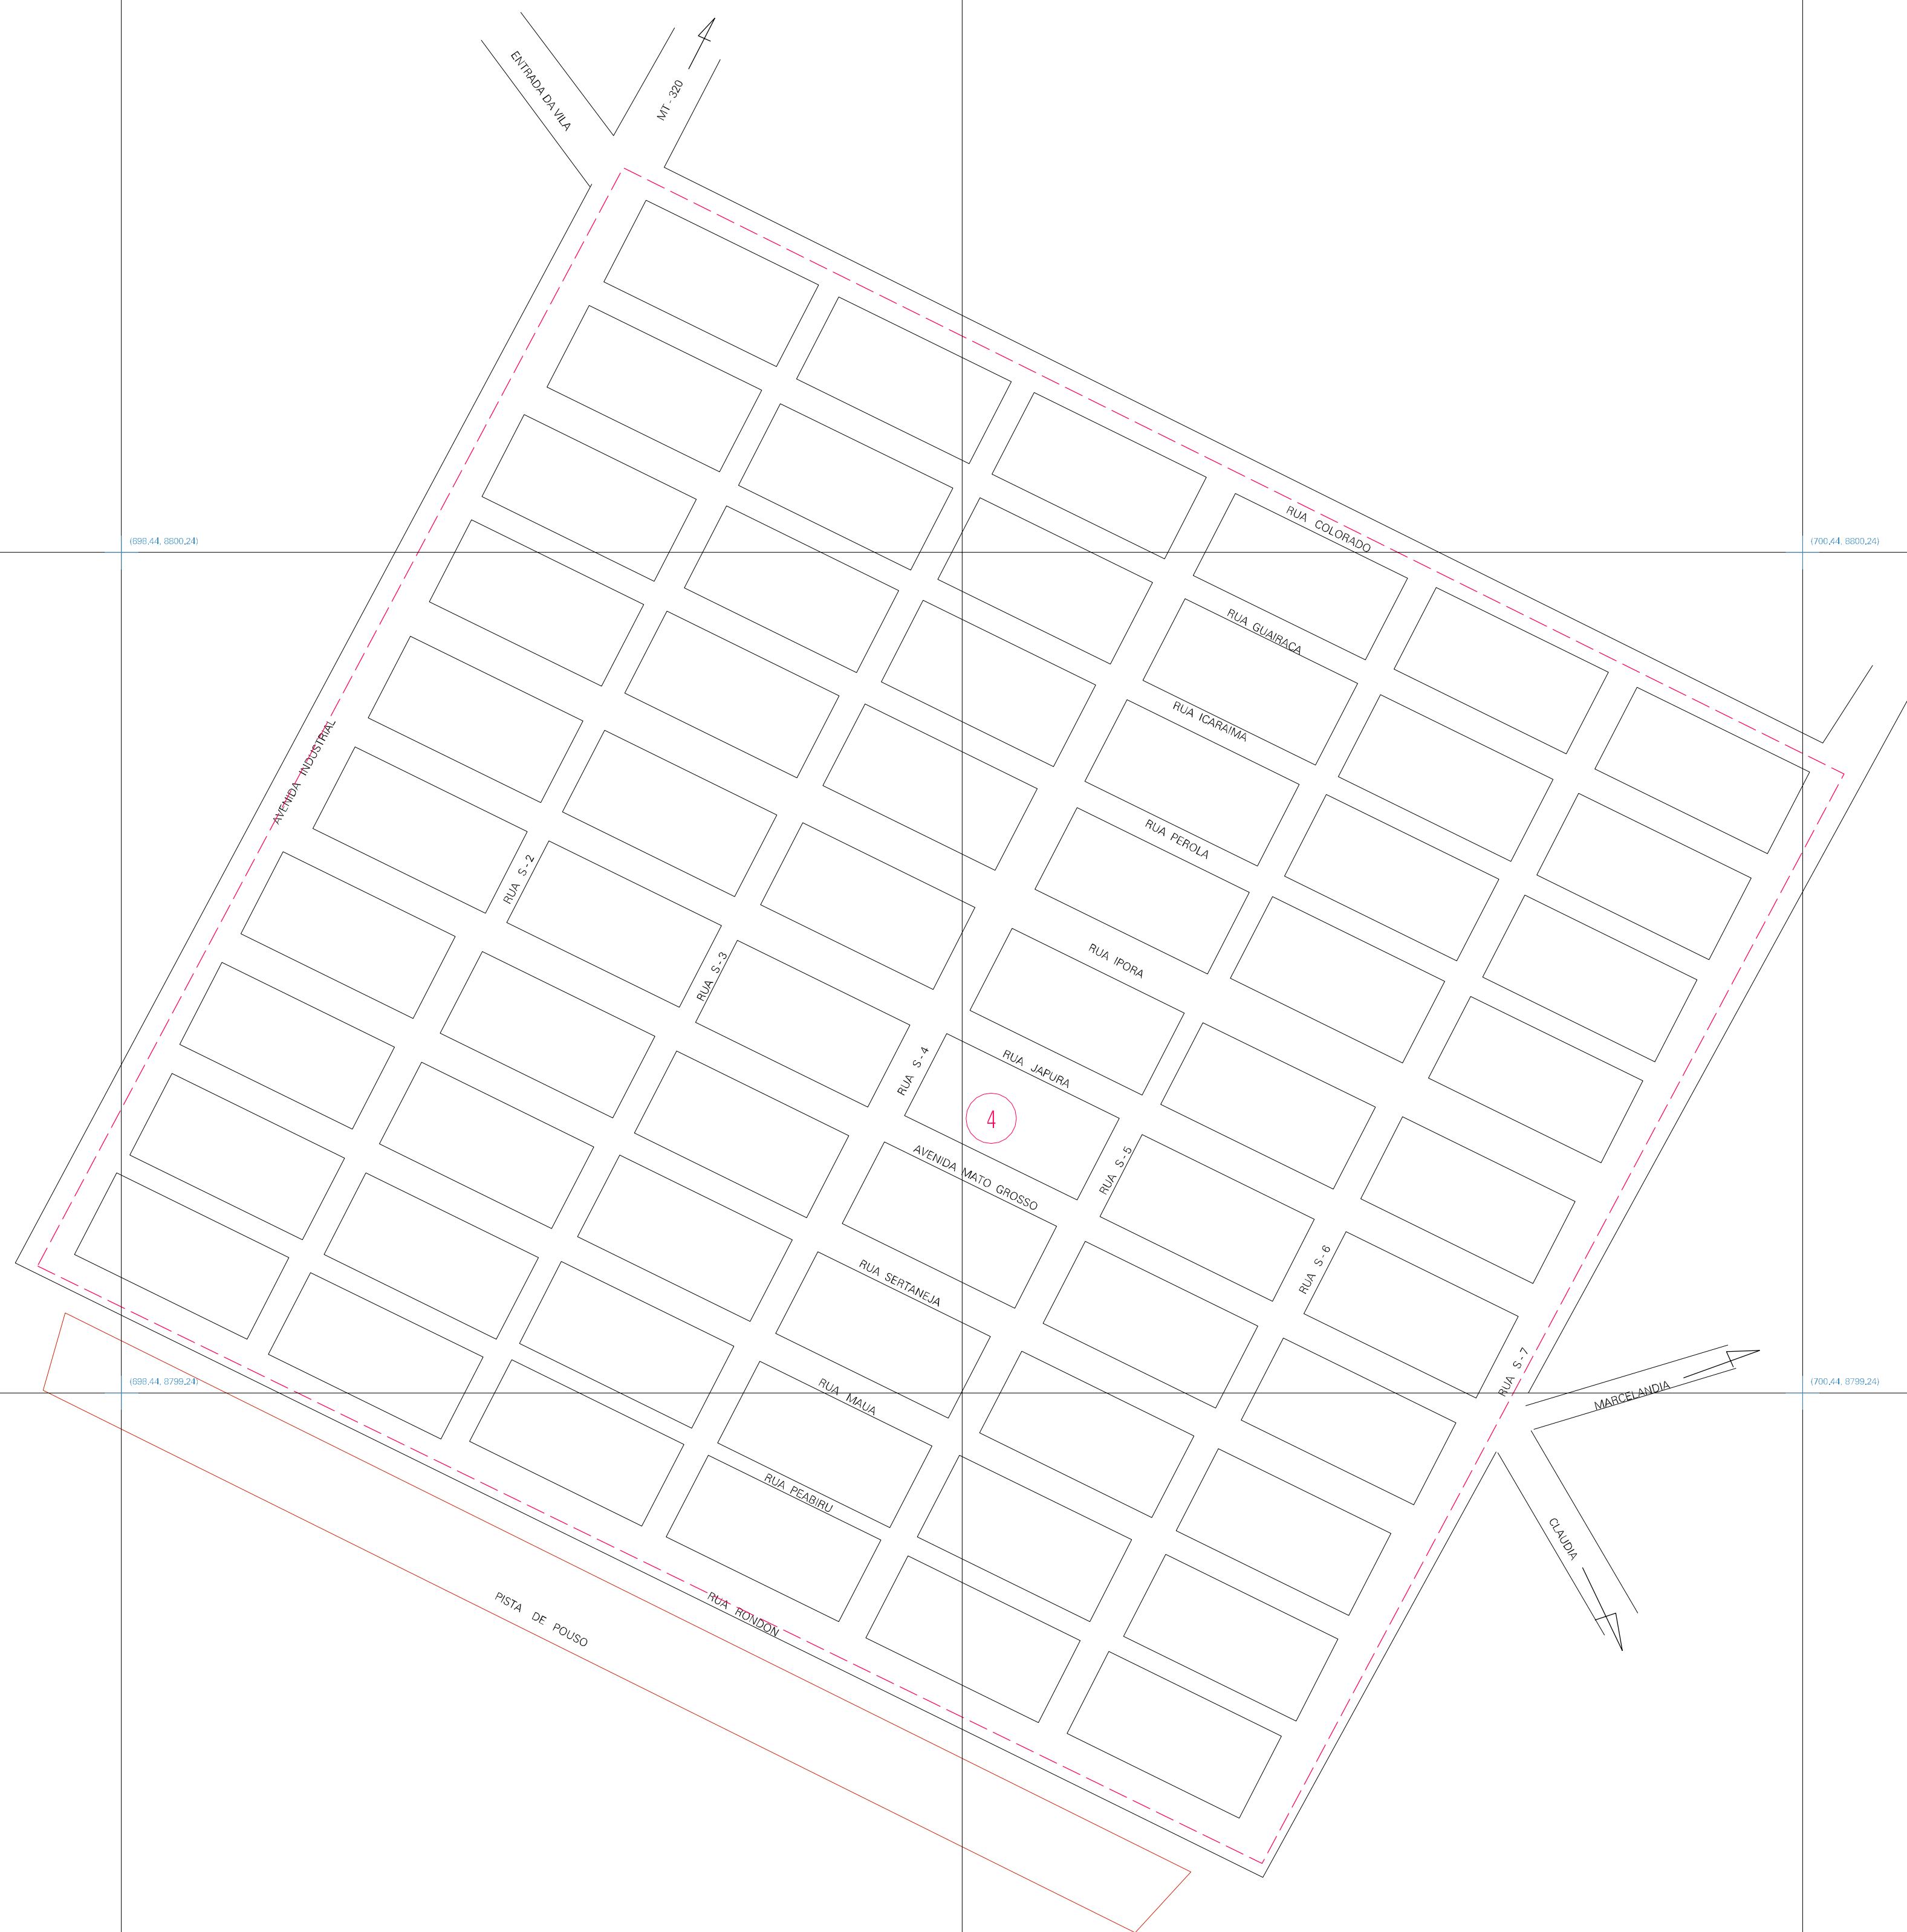 ENTRADA DA VILA
MT - 320
RUA COLORADO
(698,44, 8800,24)
(700,44, 8800,24)
RUA GUAIRACA
RUA ICARAIMA
AVENIDA INDUSTRIAL
RUA PEROLA
RUA S - 2
RUA IPORA
RUA S - 3
RUA S - 4
RUA JAPURA
4
AVENIDA MATO GROSSO
RUA S - 5
RUA SERTANEJA
RUA S - 6
RUA S - 7
(698,44, 8799,24)
(700,44, 8799,24)
MARCELANDIA
RUA MAUA
RUA PEABIRU
CLAUDIA
RUA RONDON
PISTA DE POUSO